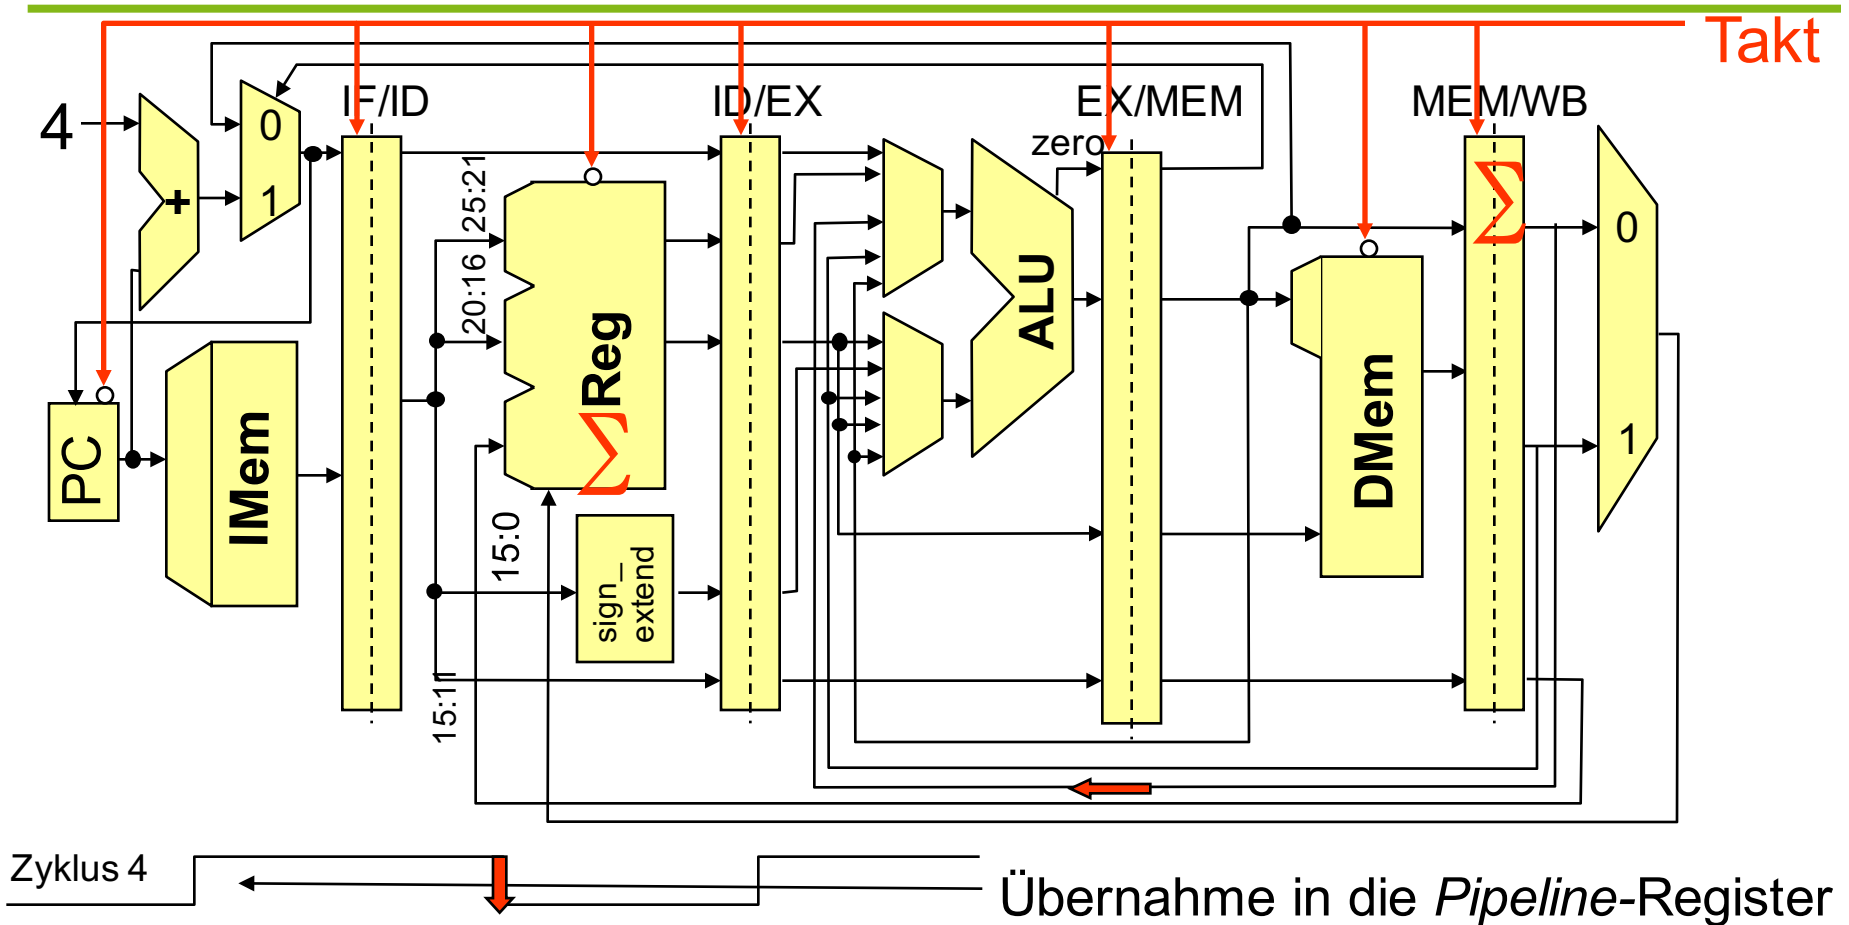 Takt
IF/ID
ID/EX
EX/MEM
MEM/WB
4
0
1
+
zero
25:21
20:16
15:0
15:11
PC
IMem
Reg
∑
sign_
extend
ALU
DMem
∑
0
1
Zyklus 4
Übernahme in die Pipeline-Register